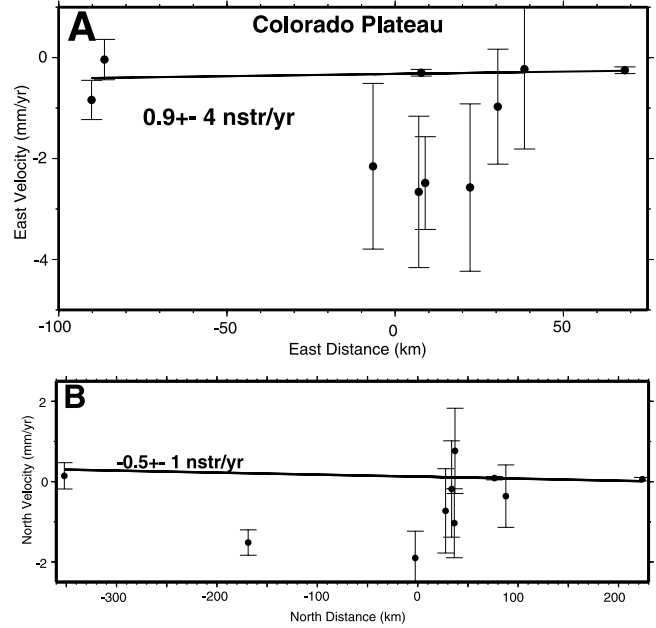 A
Colorado Plateau
0
-2
-4
East Velocity (mm/yr)
0.9+- 4 nstr/yr
-100
-50
0
50
East Distance (km)
B
2
0
-2
North Velocity (mm/yr)
-0.5+- 1 nstr/yr
-300
-200
-100
0
100
200
North Distance (km)